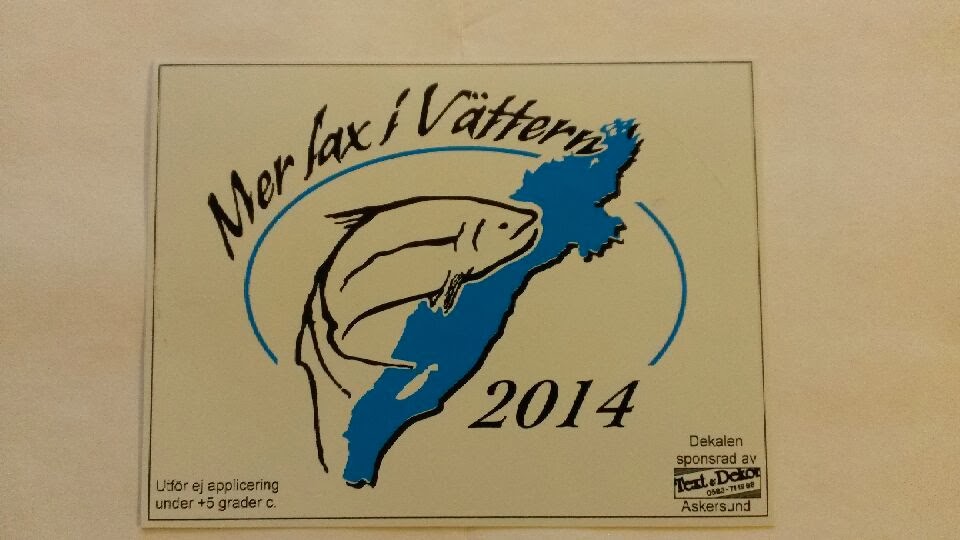 Mer lax i Vättern
2014
Utför ej applicering
under +5 grader c.
Dekalen
sponsrad av
Text & Dekor
Askersund